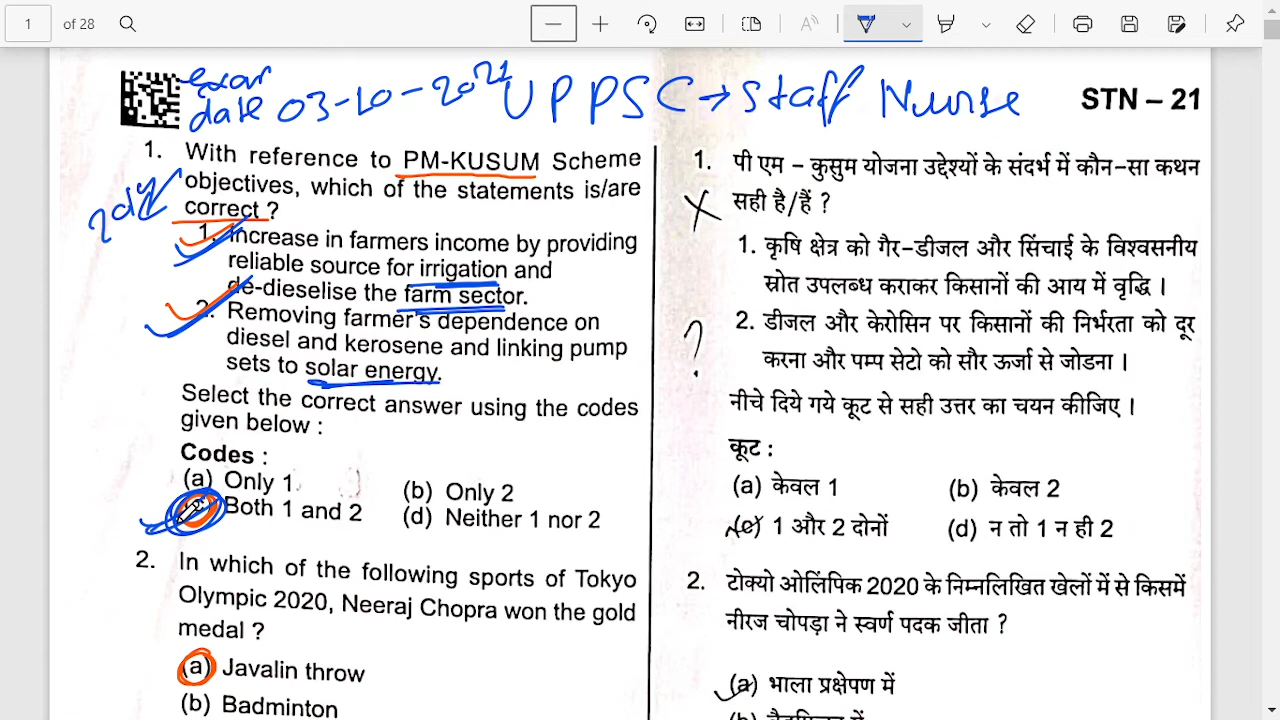 1
of 28
exam
date 03-10-2021 UPPSC → Staff Nurse
STN – 21
1. With reference to PM-KUSUM Scheme
objectives, which of the statements is/are
correct ?
1. Increase in farmers income by providing
reliable source for irrigation and
de-dieselise the farm sector.
2. Removing farmer's dependence on
diesel and kerosene and linking pump
sets to solar energy.
Select the correct answer using the codes
given below :
Codes :
(a) Only 1
(b) Only 2
Both 1 and 2
(d) Neither 1 nor 2
2. In which of the following sports of Tokyo
Olympic 2020, Neeraj Chopra won the gold
medal ?
(a) Javalin throw
(b) Badminton
1. पी एम – कुसुम योजना उद्देश्यों के संदर्भ में कौन-सा कथन
सही है/हैं ?
1. कृषि क्षेत्र को गैर-डीजल और सिंचाई के विश्वसनीय
स्रोत उपलब्ध कराकर किसानों की आय में वृद्धि ।
2. डीजल और केरोसिन पर किसानों की निर्भरता को दूर
करना और पम्प सेटो को सौर ऊर्जा से जोडना ।
?
नीचे दिये गये कूट से सही उत्तर का चयन कीजिए ।
कूट :
(a) केवल 1
(b) केवल 2
(c) 1 और 2 दोनों
(d) न तो 1 न ही 2
2. टोक्यो ओलिंपिक 2020 के निम्नलिखित खेलों में से किसमें
नीरज चोपड़ा ने स्वर्ण पदक जीता ?
(a) भाला प्रक्षेपण में